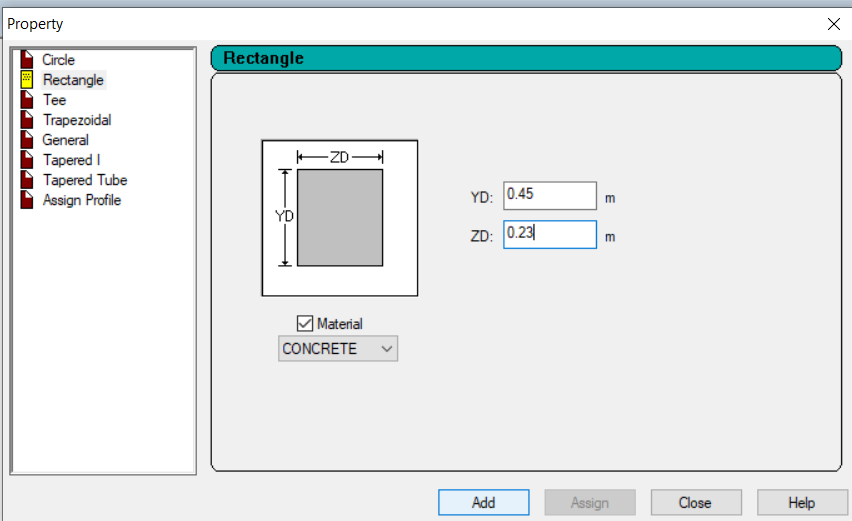 Property
Circle
Rectangle
Tee
Trapezoidal
General
Tapered I
Tapered Tube
Assign Profile
Rectangle
ZD
YD
YD: 0.45 m
ZD: 0.23 m
Material
CONCRETE
Add Assign Close Help